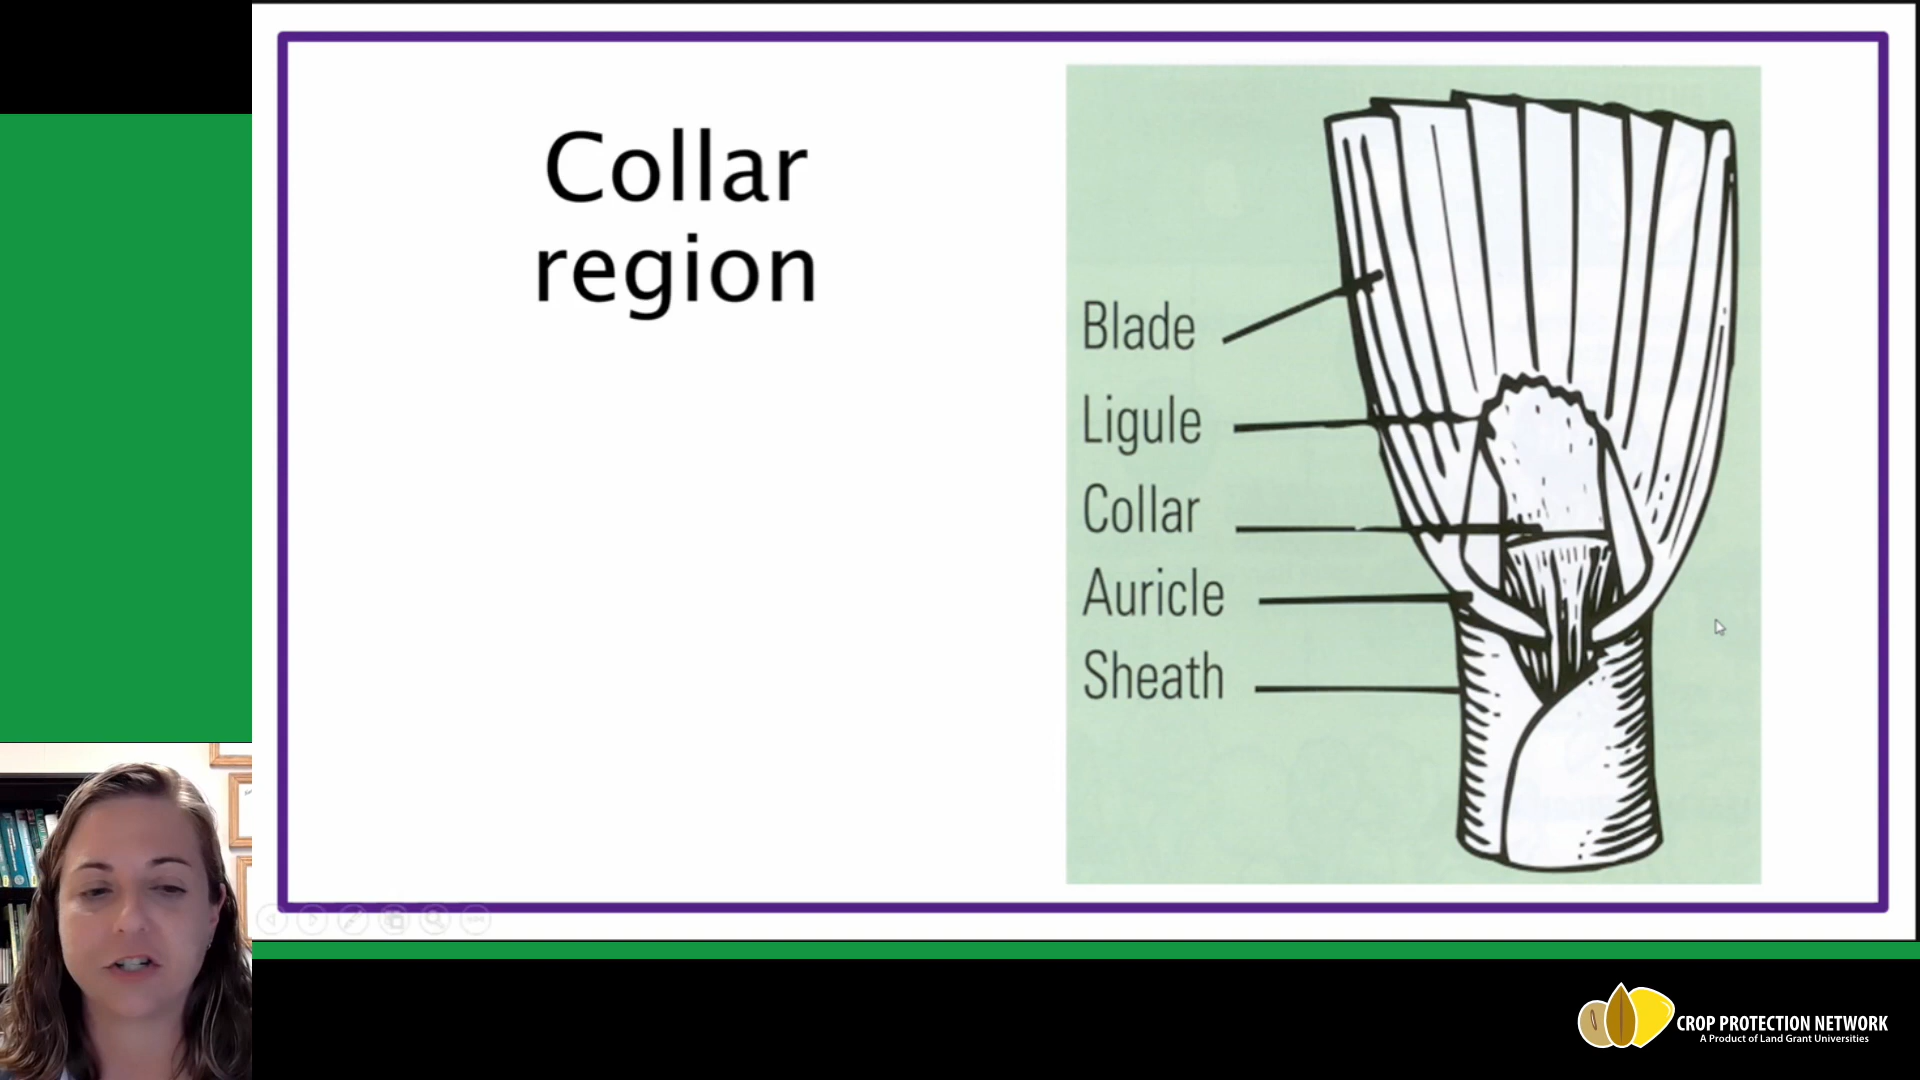 Collar
region
Blade
Ligule
Collar
Auricle
Sheath
CROP PROTECTION NETWORK
A Product of Land Grant Universities